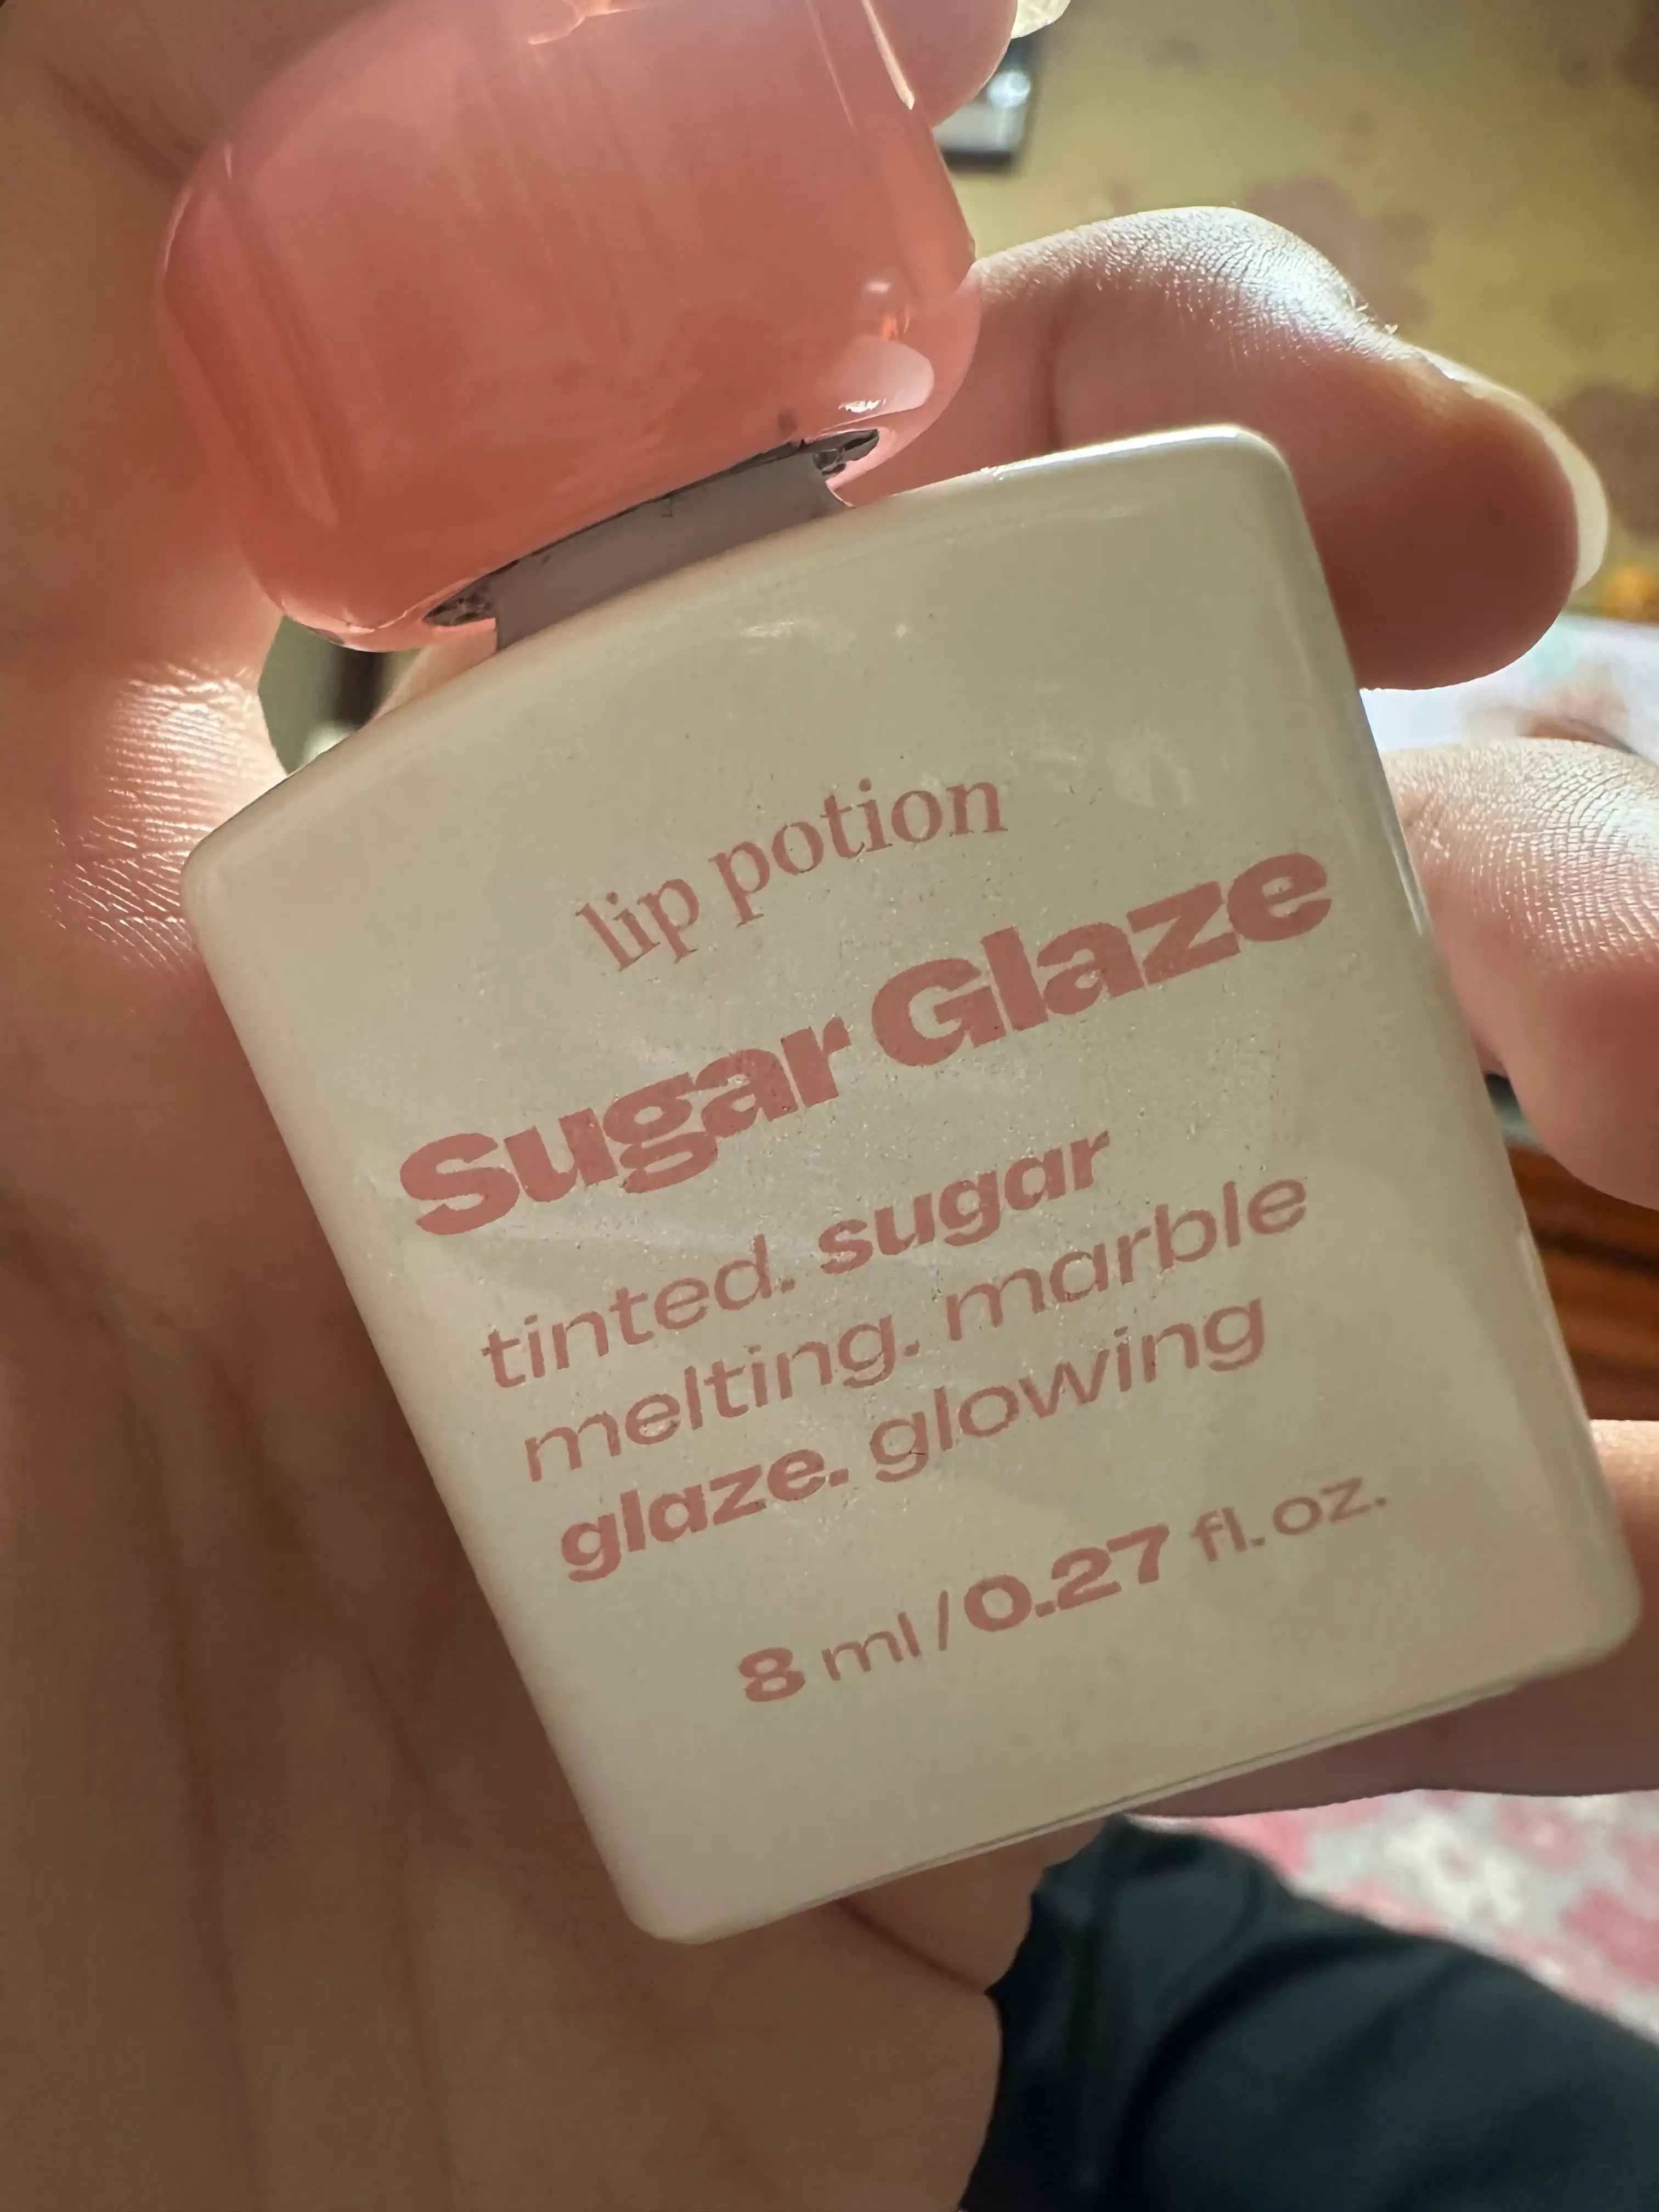 lip potion
Sugar Glaze
tinted. sugar
melting. marble
glaze. glowing
8 ml / 0.27 fl. oz.